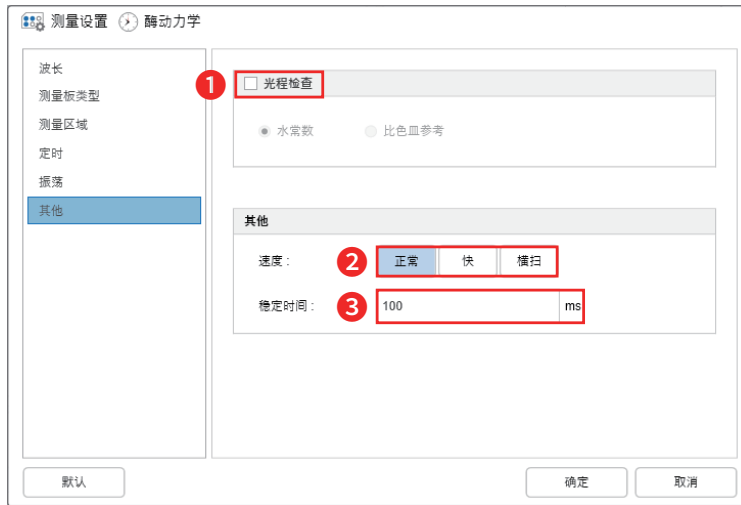 测量设置 酶动力学
波长
测量板类型
测量区域
定时
振荡
其他
1 光程检查
水常数 比色皿参考
其他
速度： 2 正常 快 横扫
稳定时间： 3 100 ms
默认 确定 取消